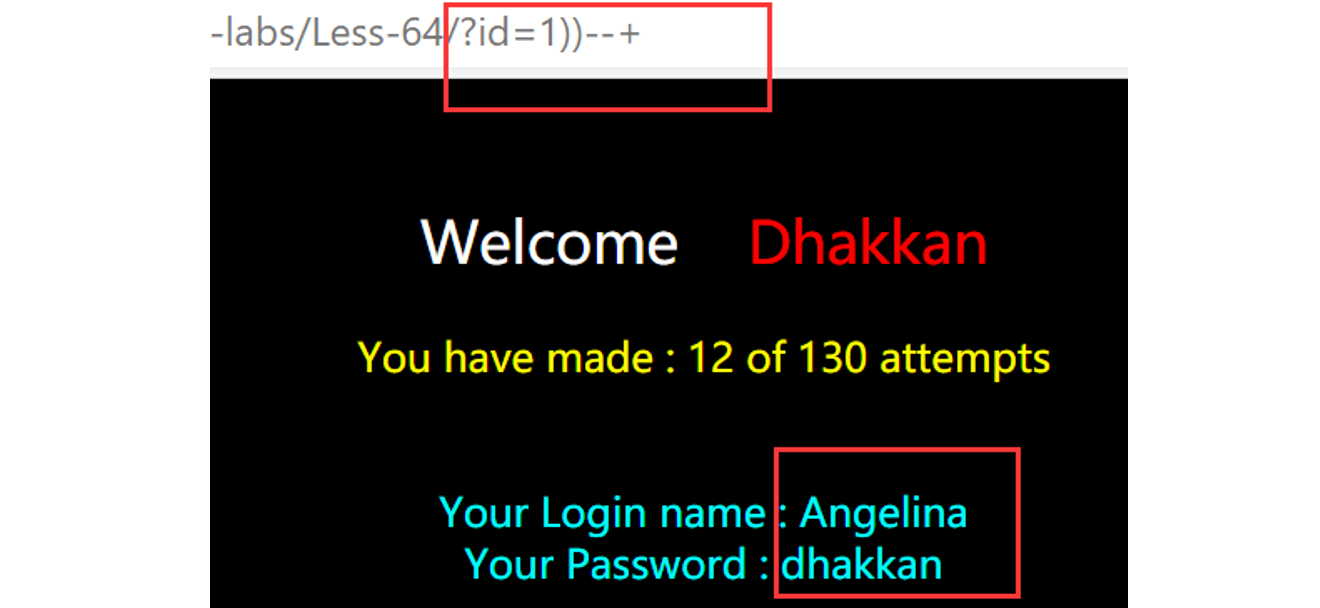 -labs/Less-64/?id=1))--+
Welcome Dhakkan
You have made : 12 of 130 attempts
Your Login name : Angelina
Your Password : dhakkan